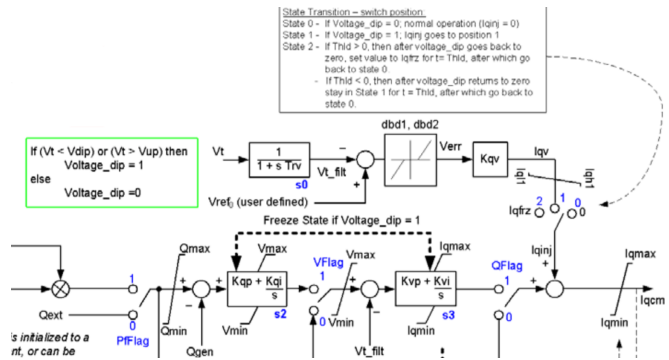 State Transition – switch position:
State 0 - If Voltage_dip = 0; normal operation (Iqinj = 0)
State 1 - If Voltage_dip = 1; Iqinj goes to position 1
State 2 - If Thld > 0, then after voltage_dip goes back to
zero, set value to Iqfrz for t= Thld, after which go
back to state 0.
- If Thld < 0, then after voltage_dip returns to zero
stay in State 1 for t = Thld, after which go back to
state 0.
If (Vt < Vdip) or (Vt > Vup) then
Voltage_dip = 1
else
Voltage_dip =0
dbd1, dbd2
Vt
1
1 + s Trv
s0
Vt_filt
−
+
Verr
Kqv
Iqv
Iql1
Iqh1
Vref0 (user defined)
Iqfrz
2
1
0
0
Iqinj
Freeze State if Voltage_dip = 1
Qmax
Vmax
VFlag
Vmax
Iqmax
QFlag
Iqmax
1
+
−
+
Kqp + Kqi
s
s2
1
+
−
+
Kvp + Kvi
s
s3
1
+
+
Iqcm
Qext
0
PfFlag
Qmin
Vmin
0
Vmin
Iqmin
0
Iqmin
Qgen
Vt_filt
is initialized to a
nt, or can be